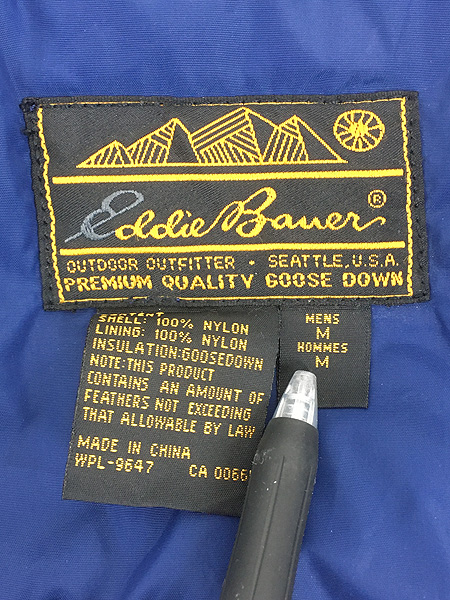 Eddie Bauer®
OUTDOOR OUTFITTER • SEATTLE, U.S.A.
PREMIUM QUALITY GOOSE DOWN
SHELL: 100% NYLON
LINING: 100% NYLON
INSULATION:GOOSEDOWN
NOTE:THIS PRODUCT
CONTAINS AN AMOUNT OF
FEATHERS NOT EXCEEDING
THAT ALLOWABLE BY LAW
MADE IN CHINA
WPL-9647 CA
MENS
M
HOMMES
M